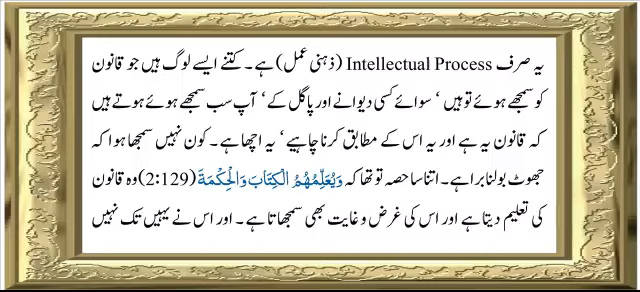 یہ صرف Intellectual Process (ذہنی عمل) ہے۔ کتنے ایسے لوگ ہیں جو قانون
کو سمجھے ہوئے تو ہیں ‘ سوائے کسی دیوانے اور پاگل کے ‘ آپ سب سمجھے ہوئے ہوتے ہیں
کہ قانون یہ ہے اور یہ اس کے مطابق کرنا چاہیے ‘ یہ اچھا ہے۔ کون نہیں سمجھا ہوا کہ
جھوٹ بولنا برا ہے۔ اتنا سا حصہ تو تھا کہ وَيُعَلِّمُهُمُ الْكِتَابَ وَالْحِكْمَةَ (2:129) وہ قانون
کی تعلیم دیتا ہے اور اس کی غرض و غایت بھی سمجھاتا ہے۔ اور اس نے یہیں تک نہیں